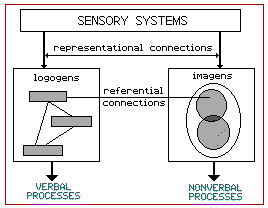 SENSORY SYSTEMS
representational connections
logogens
imagens
referential
connections
VERBAL
PROCESSES
NONVERBAL
PROCESSES